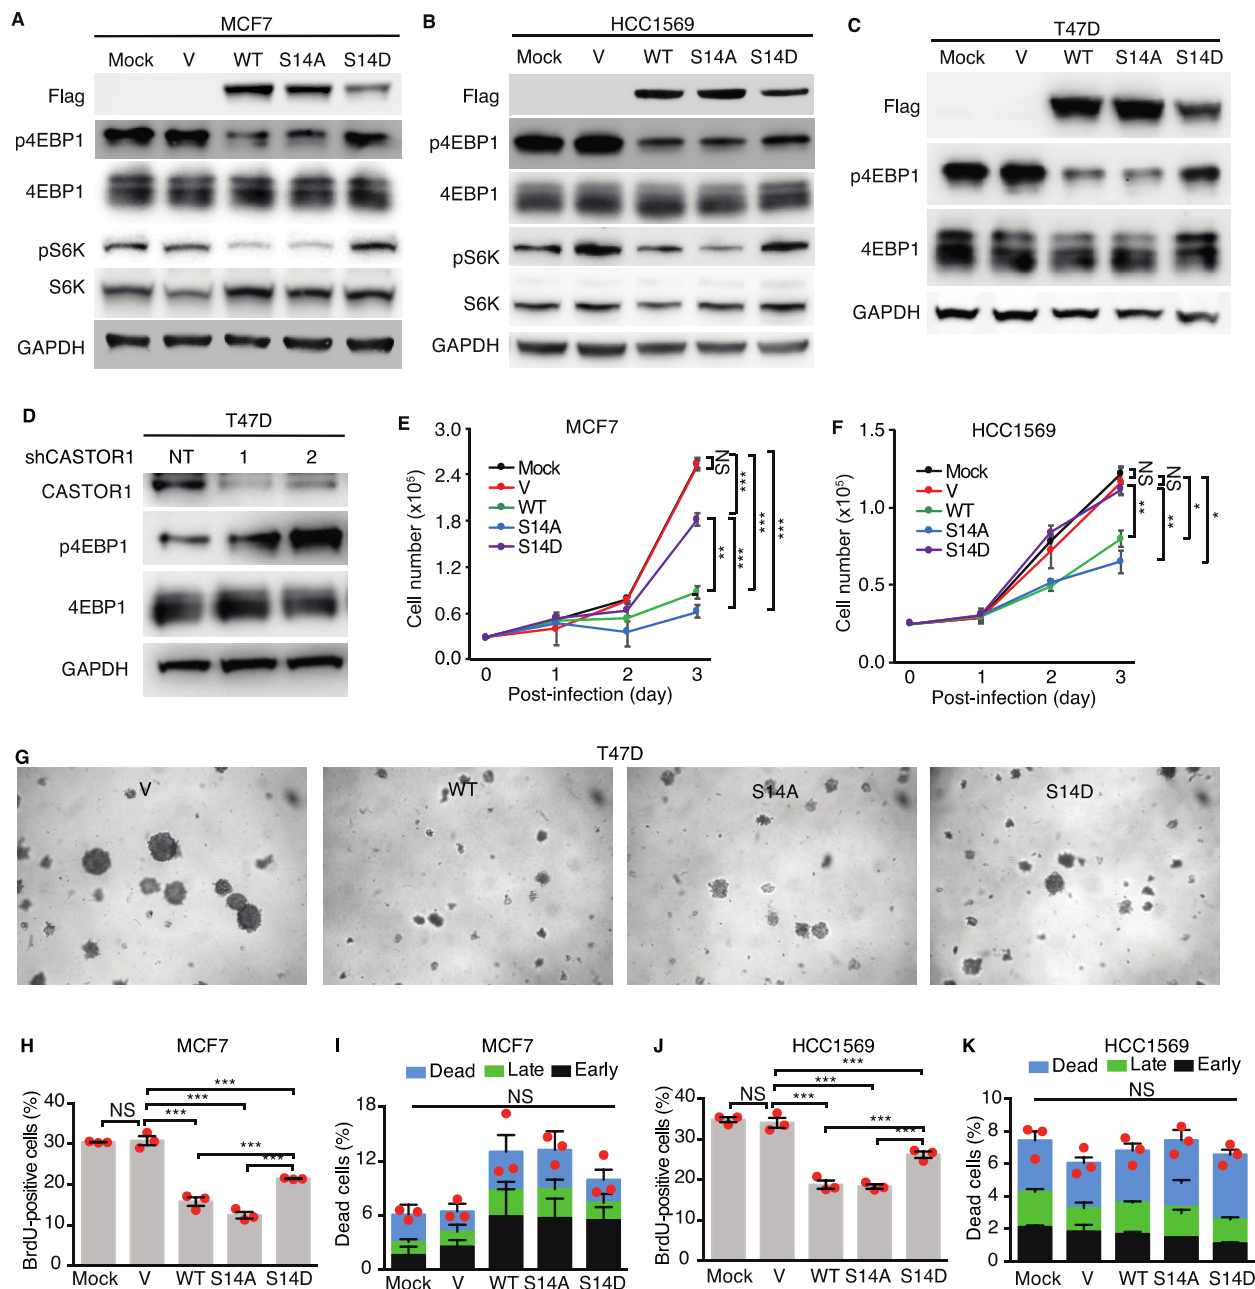 A
MCF7
Mock V WT S14A S14D
Flag
p4EBP1
4EBP1
pS6K
S6K
GAPDH
B
HCC1569
Mock V WT S14A S14D
Flag
p4EBP1
4EBP1
pS6K
S6K
GAPDH
C
T47D
Mock V WT S14A S14D
Flag
p4EBP1
4EBP1
GAPDH
D
T47D
shCASTOR1 NT 1 2
CASTOR1
p4EBP1
4EBP1
GAPDH
E
MCF7
Cell number (x10⁵)
3.0
2.4
1.8
1.2
0.6
0.0
Mock
V
WT
S14A
S14D
NS
***
***
***
**
***
0 1 2 3
Post-infection (day)
F
HCC1569
Cell number (x10⁵)
1.5
1.0
0.5
0.0
Mock
V
WT
S14A
S14D
NS
NS
*
*
**
**
0 1 2 3
Post-infection (day)
G
T47D
V WT S14A S14D
H
MCF7
BrdU-positive cells (%)
40
30
20
10
0
***
***
NS ***
***
***
Mock V WT S14A S14D
I
MCF7
Dead Late Early
NS
Dead cells (%)
18
12
6
0
Mock V WT S14A S14D
J
HCC1569
BrdU-positive cells (%)
40
30
20
10
0
***
***
NS ***
***
***
Mock V WT S14A S14D
K
HCC1569
Dead Late Early
NS
Dead cells (%)
10
8
6
4
2
0
Mock V WT S14A S14D